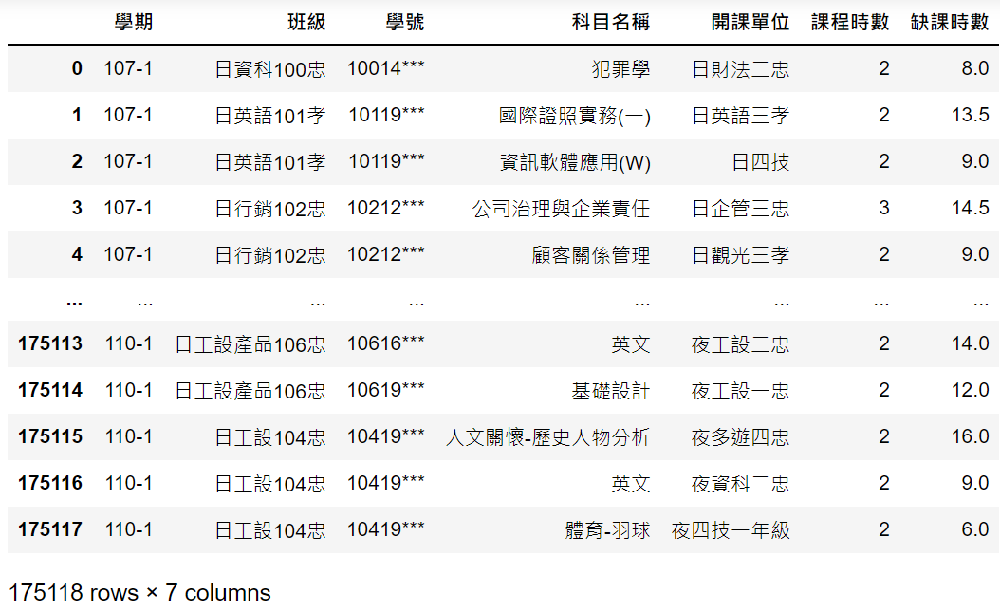 學期 班級 學號 科目名稱 開課單位 課程時數 缺課時數
0 107-1 日資科100忠 10014*** 犯罪學 日財法二忠 2 8.0
1 107-1 日英語101孝 10119*** 國際證照實務(一) 日英語三孝 2 13.5
2 107-1 日英語101孝 10119*** 資訊軟體應用(W) 日四技 2 9.0
3 107-1 日行銷102忠 10212*** 公司治理與企業責任 日企管三忠 3 14.5
4 107-1 日行銷102忠 10212*** 顧客關係管理 日觀光三孝 2 9.0
... ... ... ... ... ... ... ...
175113 110-1 日工設產品106忠 10616*** 英文 夜工設二忠 2 14.0
175114 110-1 日工設產品106忠 10619*** 基礎設計 夜工設一忠 2 12.0
175115 110-1 日工設104忠 10419*** 人文關懷-歷史人物分析 夜多遊四忠 2 16.0
175116 110-1 日工設104忠 10419*** 英文 夜資科二忠 2 9.0
175117 110-1 日工設104忠 10419*** 體育-羽球 夜四技一年級 2 6.0
175118 rows × 7 columns